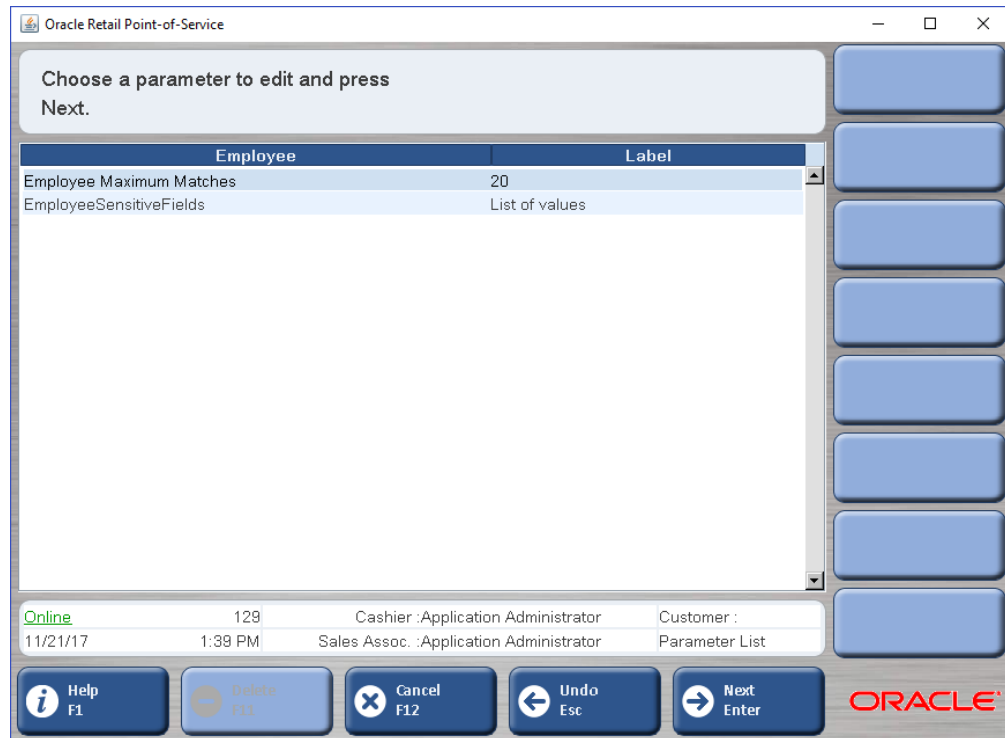 Oracle Retail Point-of-Service
Choose a parameter to edit and press
Next.
Employee Label
Employee Maximum Matches 20
EmployeeSensitiveFields List of values
Online 129 Cashier :Application Administrator Customer :
11/21/17 1:39 PM Sales Assoc. :Application Administrator Parameter List
Help
F1
Delete
F11
Cancel
F12
Undo
Esc
Next
Enter
ORACLE